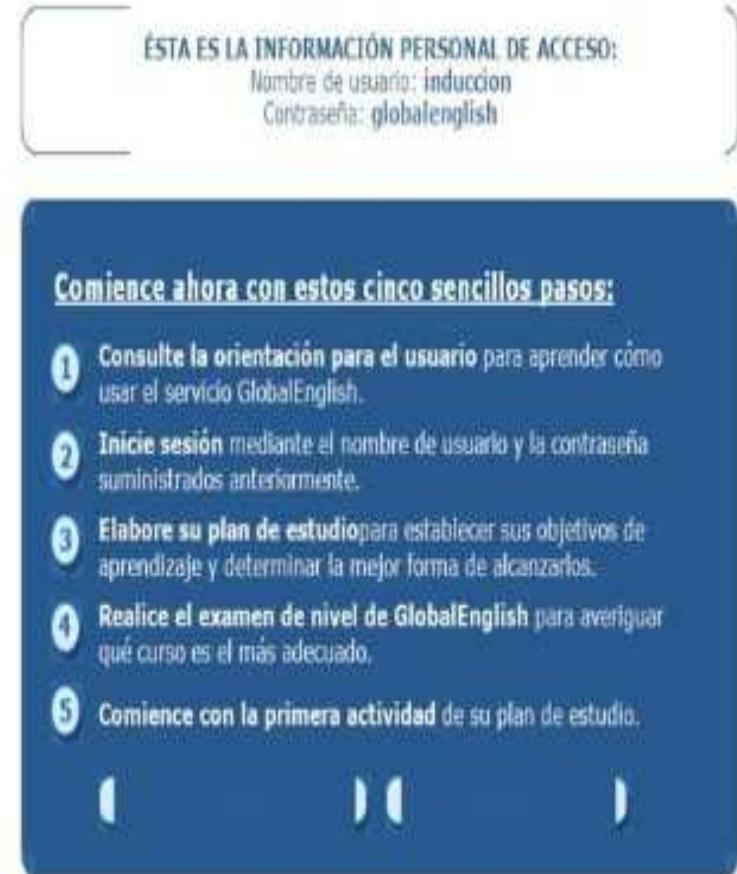 ÉSTA ES LA INFORMACIÓN PERSONAL DE ACCESO:
Nombre de usuario: induccion
Contraseña: globalenglish
Comience ahora con estos cinco sencillos pasos:
1 Consulte la orientación para el usuario para aprender cómo
usar el servicio GlobalEnglish.
2 Inicie sesión mediante el nombre de usuario y la contraseña
suministrados anteriormente.
3 Elabore su plan de estudiopara establecer sus objetivos de
aprendizaje y determinar la mejor forma de alcanzarlos.
4 Realice el examen de nivel de GlobalEnglish para averiguar
qué curso es el más adecuado.
5 Comience con la primera actividad de su plan de estudio.